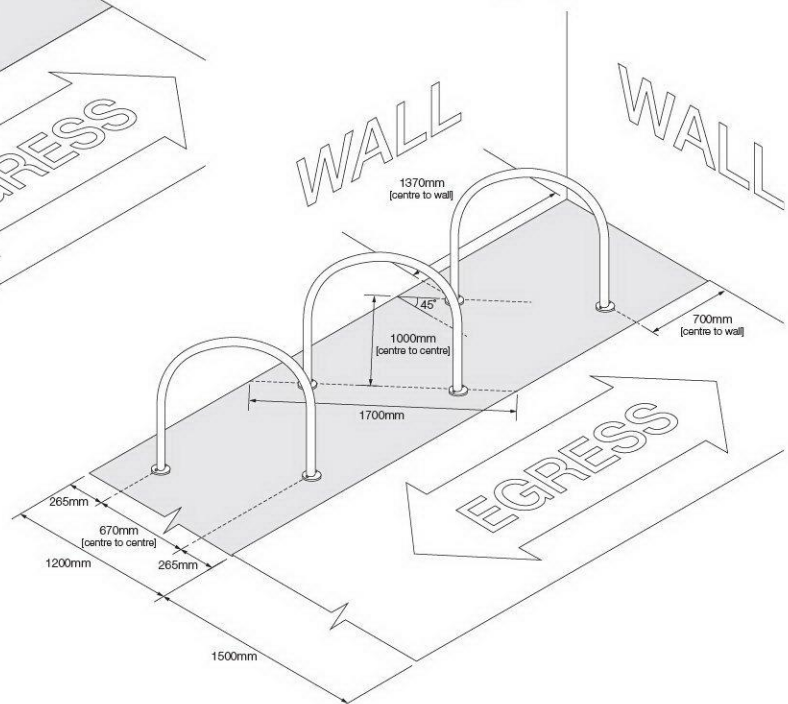 WALL
WALL
RESS
1370mm
[centre to wall]
45°
1000mm
[centre to centre]
700mm
[centre to wall]
1700mm
EGRESS
265mm
670mm
[centre to centre]
265mm
1200mm
1500mm